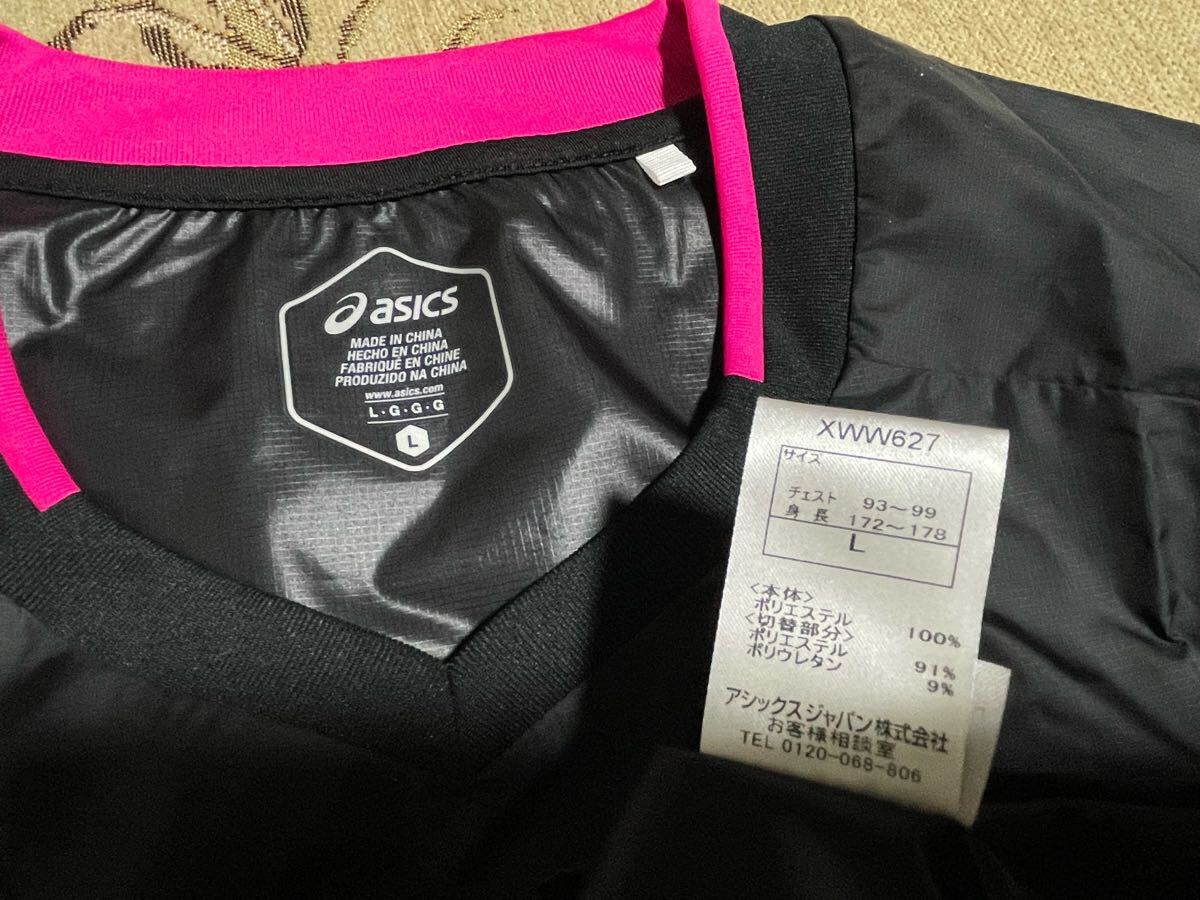 asics
MADE IN CHINA
HECHO EN CHINA
FABRIQUÉ EN CHINE
PRODUZIDO NA CHINA
www.asics.com
L·G·G·G
L
XWW627
サイズ
チェスト 93～99
身長 172～178
L
<本体>
ポリエステル 100%
<切替部分>
ポリエステル 91%
ポリウレタン 9%
アシックスジャパン株式会社
お客様相談室
TEL 0120-068-806